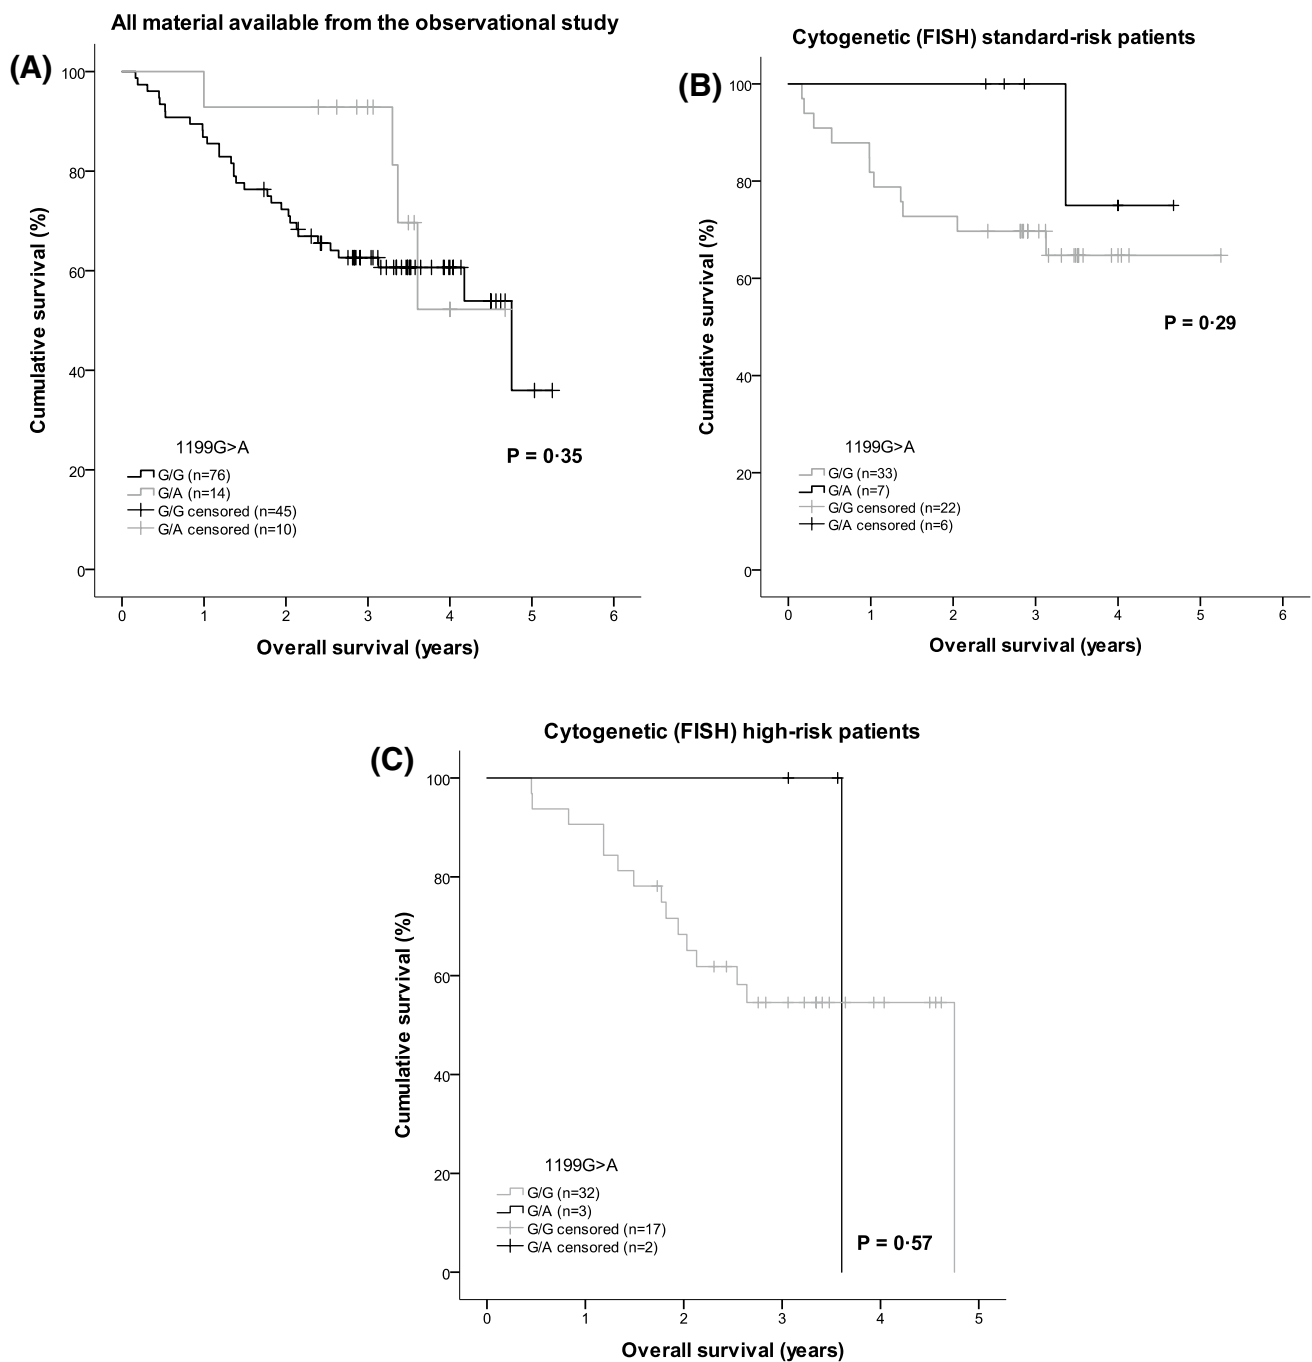 All material available from the observational study
(A)
Cumulative survival (%)
100
80
60
40
20
0
1199G>A
G/G (n=76)
G/A (n=14)
G/G censored (n=45)
G/A censored (n=10)
P = 0·35
0 1 2 3 4 5 6
Overall survival (years)
Cytogenetic (FISH) standard-risk patients
(B)
Cumulative survival (%)
100
80
60
40
20
0
P = 0·29
1199G>A
G/G (n=33)
G/A (n=7)
G/G censored (n=22)
G/A censored (n=6)
0 1 2 3 4 5 6
Overall survival (years)
Cytogenetic (FISH) high-risk patients
(C)
Cumulative survival (%)
100
80
60
40
20
0
1199G>A
G/G (n=32)
G/A (n=3)
G/G censored (n=17)
G/A censored (n=2)
P = 0·57
0 1 2 3 4 5
Overall survival (years)